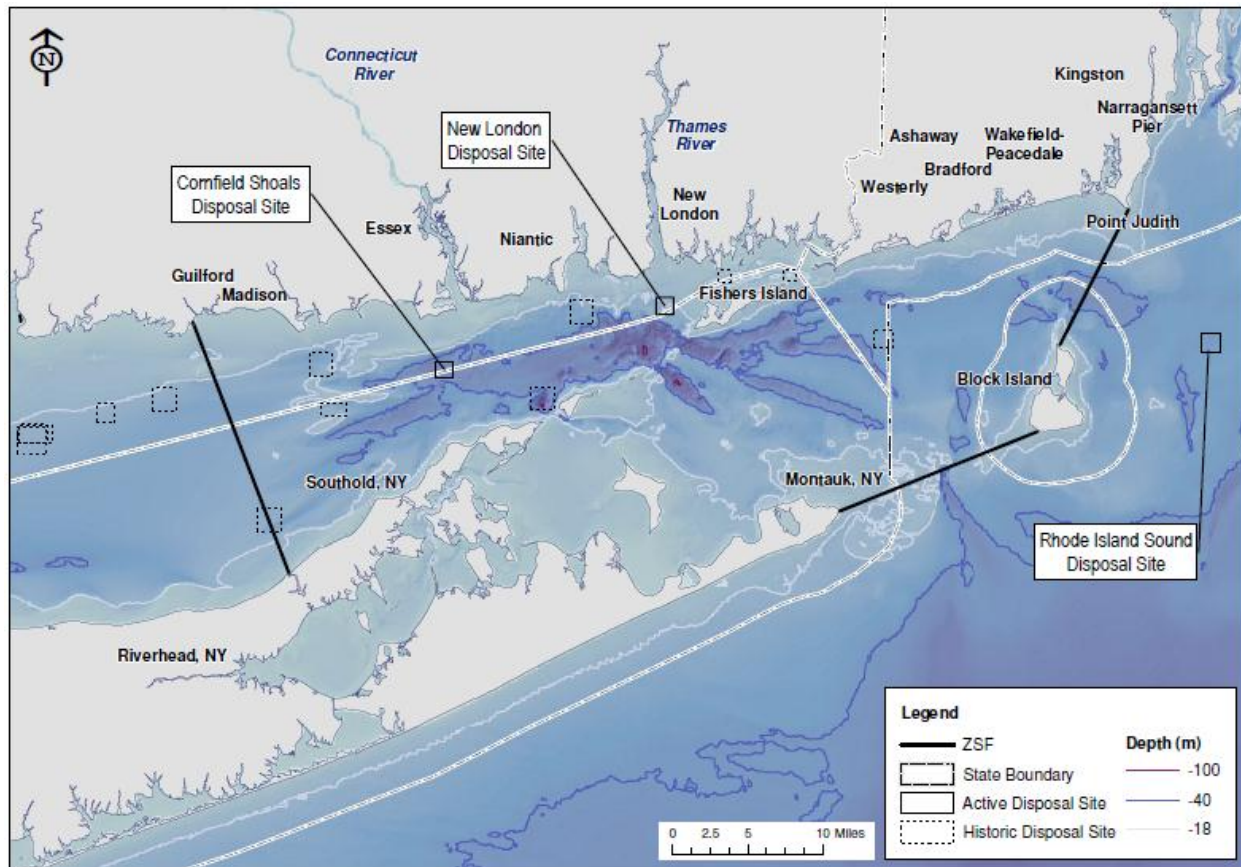 N
Connecticut
River
Kingston
Narragansett
Pier
New London
Disposal Site
Thames
River
Ashaway
Wakefield-
Peacedale
Bradford
Westerly
Cornfield Shoals
Disposal Site
Essex
New
London
Niantic
Point Judith
Guilford
Madison
Fishers Island
Block Island
Southold, NY
Montauk, NY
Rhode Island Sound
Disposal Site
Riverhead, NY
Legend
ZSF
State Boundary
Active Disposal Site
Historic Disposal Site
Depth (m)
-100
-40
-18
0 2.5 5 10 Miles